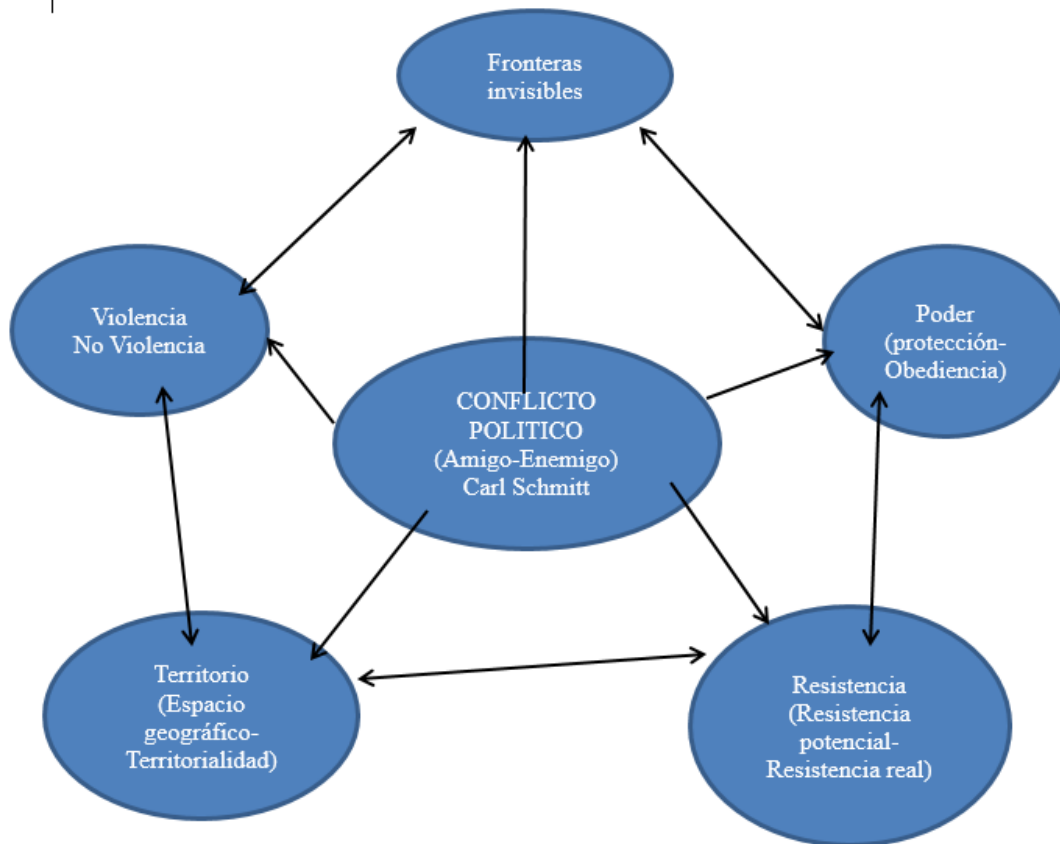 Fronteras
invisibles
Violencia
No Violencia
Poder
(protección-
Obediencia)
CONFLICTO
POLITICO
(Amigo-Enemigo)
Carl Schmitt
Territorio
(Espacio
geográfico-
Territorialidad)
Resistencia
(Resistencia
potencial-
Resistencia real)